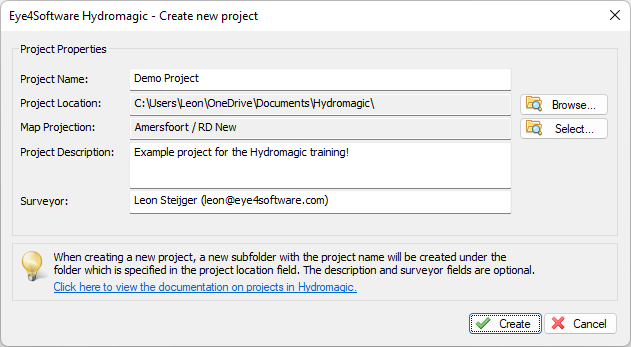 Eye4Software Hydromagic - Create new project
Project Properties
Project Name: Demo Project
Project Location: C:\Users\Leon\OneDrive\Documents\Hydromagic\ Browse...
Map Projection: Amersfoort / RD New Select...
Project Description: Example project for the Hydromagic training!
Surveyor: Leon Steijger (leon@eye4software.com)
When creating a new project, a new subfolder with the project name will be created under the
folder which is specified in the project location field. The description and surveyor fields are optional.
Click here to view the documentation on projects in Hydromagic.
Create Cancel